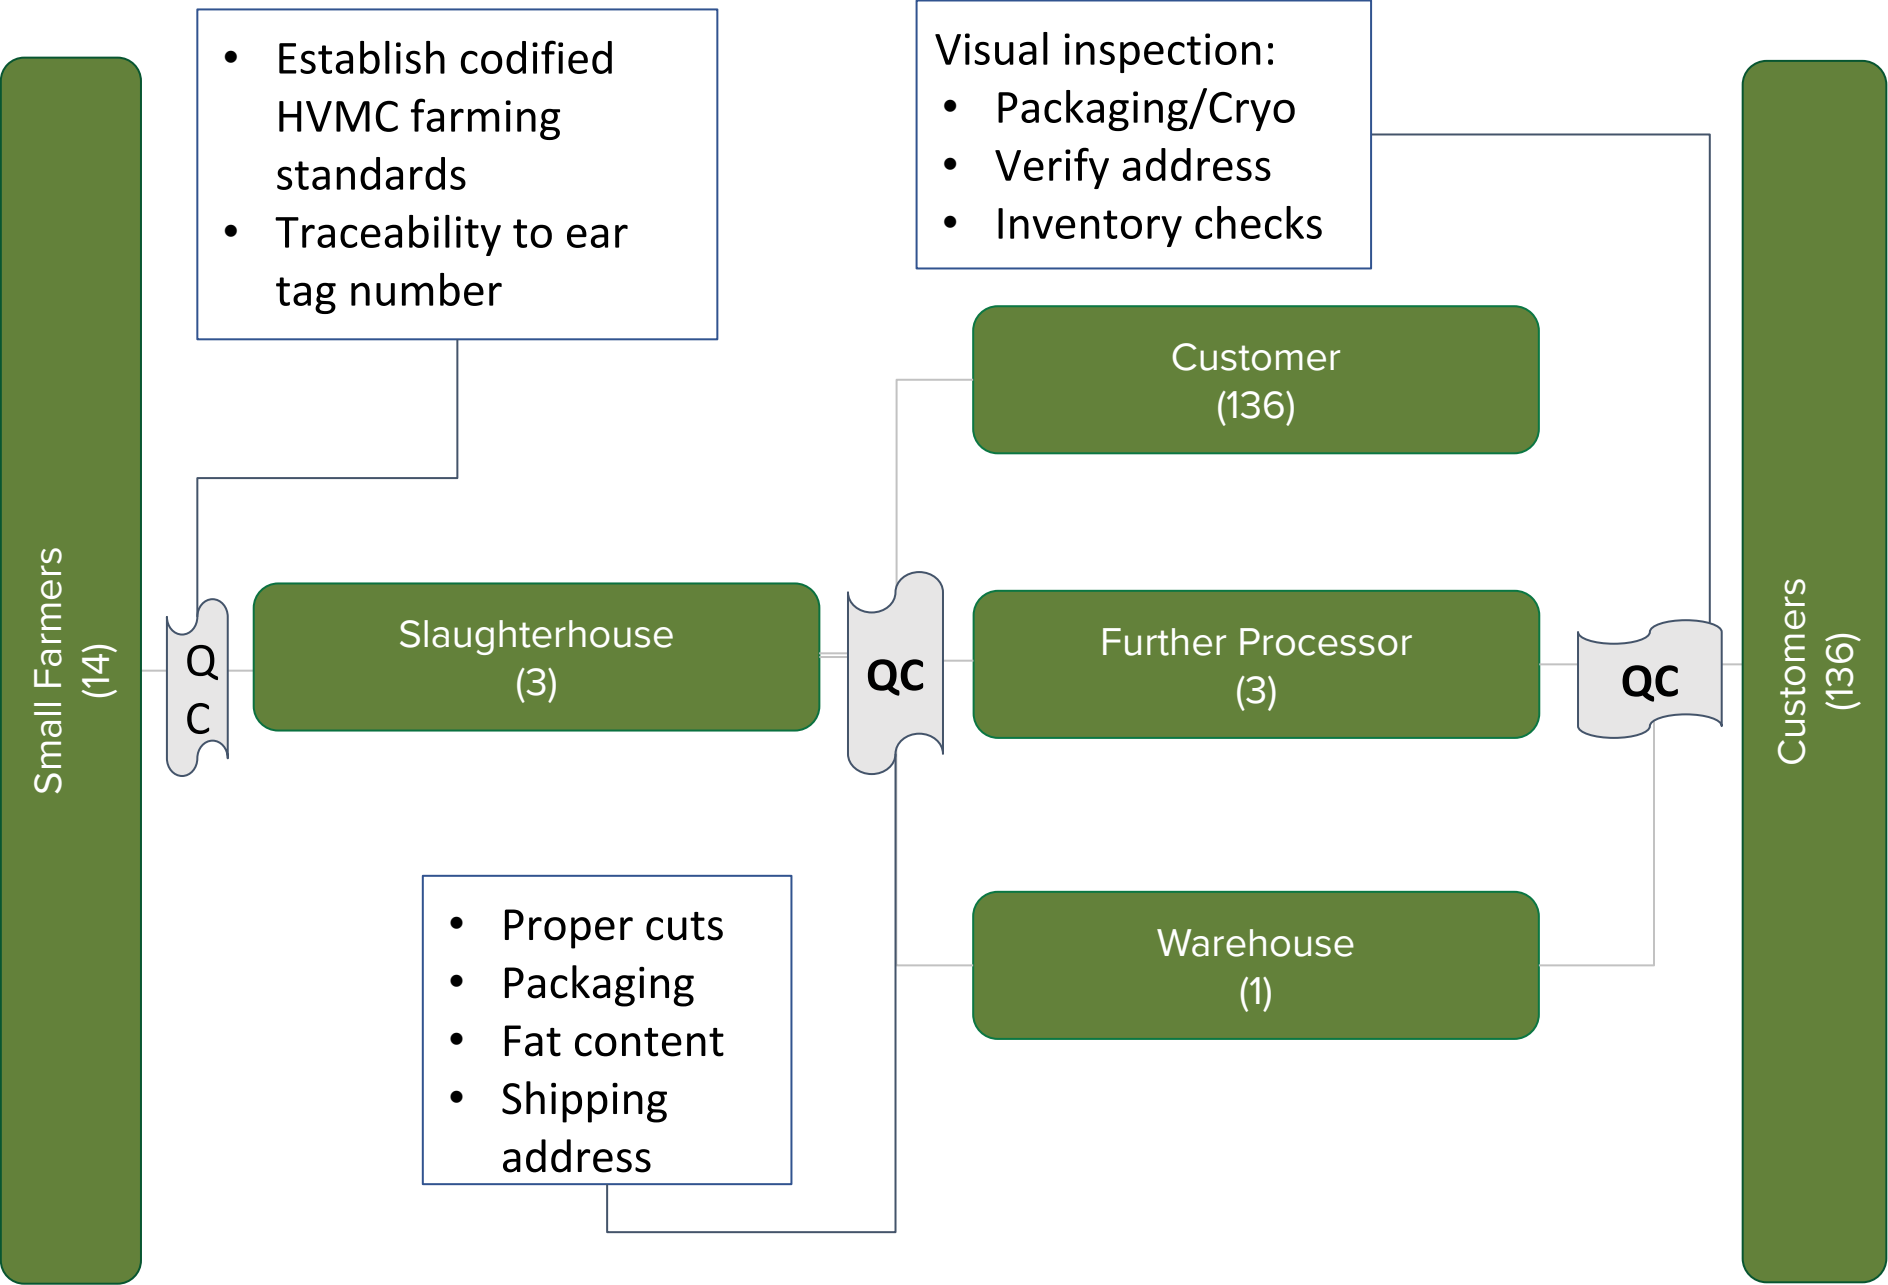 • Establish codified
HVMC farming
standards
• Traceability to ear
tag number
Visual inspection:
• Packaging/Cryo
• Verify address
• Inventory checks
Customer
(136)
Small Farmers
(14)
Q
C
Slaughterhouse
(3)
QC
Further Processor
(3)
QC
Customers
(136)
• Proper cuts
• Packaging
• Fat content
• Shipping
address
Warehouse
(1)